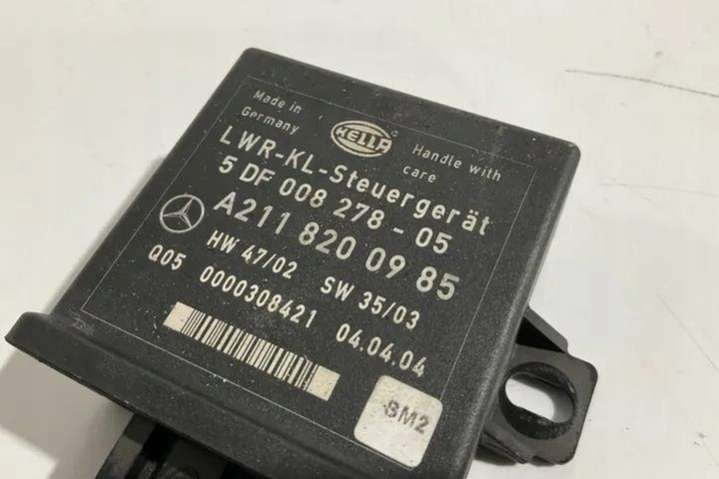 Made in
Germany
HELLA
Handle with
care
LWR-KL-Steuergerät
5 DF 008 278 - 05
A211 820 09 85
HW 47/02 SW 35/03
Q05 0000308421 04.04.04
BM2